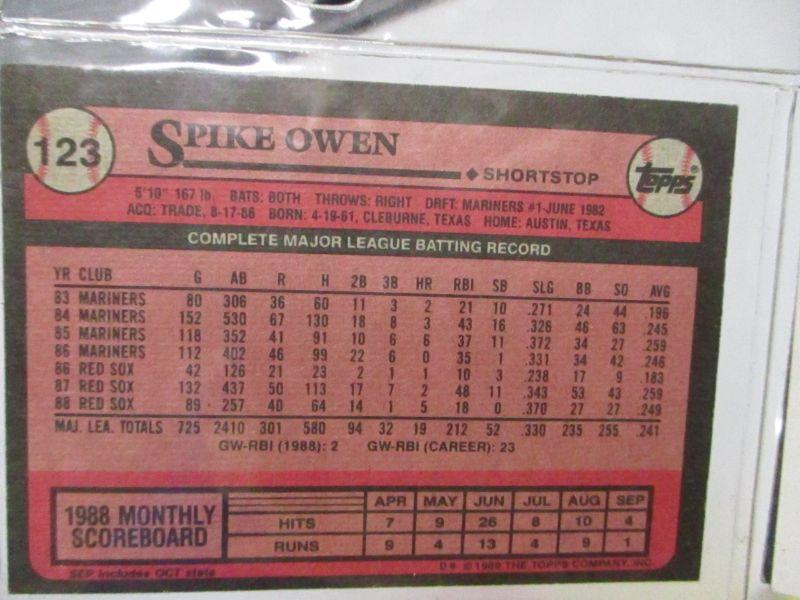 123
SPIKE OWEN
◆ SHORTSTOP
TOPPS®
5'10" 167 lb. BATS: BOTH THROWS: RIGHT DRFT: MARINERS #1-JUNE 1982
ACQ: TRADE, 8-17-86 BORN: 4-19-61, CLEBURNE, TEXAS HOME: AUSTIN, TEXAS
COMPLETE MAJOR LEAGUE BATTING RECORD
YR CLUB G AB R H 2B 3B HR RBI SB SLG BB SO AVG
83 MARINERS 80 306 36 60 11 3 2 21 10 .271 24 44 .196
84 MARINERS 152 530 67 130 18 8 3 43 16 .326 46 63 .245
85 MARINERS 118 352 41 91 10 6 6 37 11 .372 34 27 .259
86 MARINERS 112 402 46 99 22 6 0 35 1 .331 34 42 .246
86 RED SOX 42 126 21 23 2 1 1 10 3 .238 17 9 .183
87 RED SOX 132 437 50 113 17 7 2 48 11 .343 53 43 .259
88 RED SOX 89 257 40 64 14 1 5 18 0 .370 27 27 .249
MAJ. LEA. TOTALS 725 2410 301 580 94 32 19 212 52 .330 235 255 .241
GW-RBI (1988): 2 GW-RBI (CAREER): 23
1988 MONTHLY SCOREBOARD
APR MAY JUN JUL AUG SEP
HITS 7 9 26 8 10 4
RUNS 9 4 13 4 9 1
SEP includes OCT stats
D* © 1989 THE TOPPS COMPANY, INC.